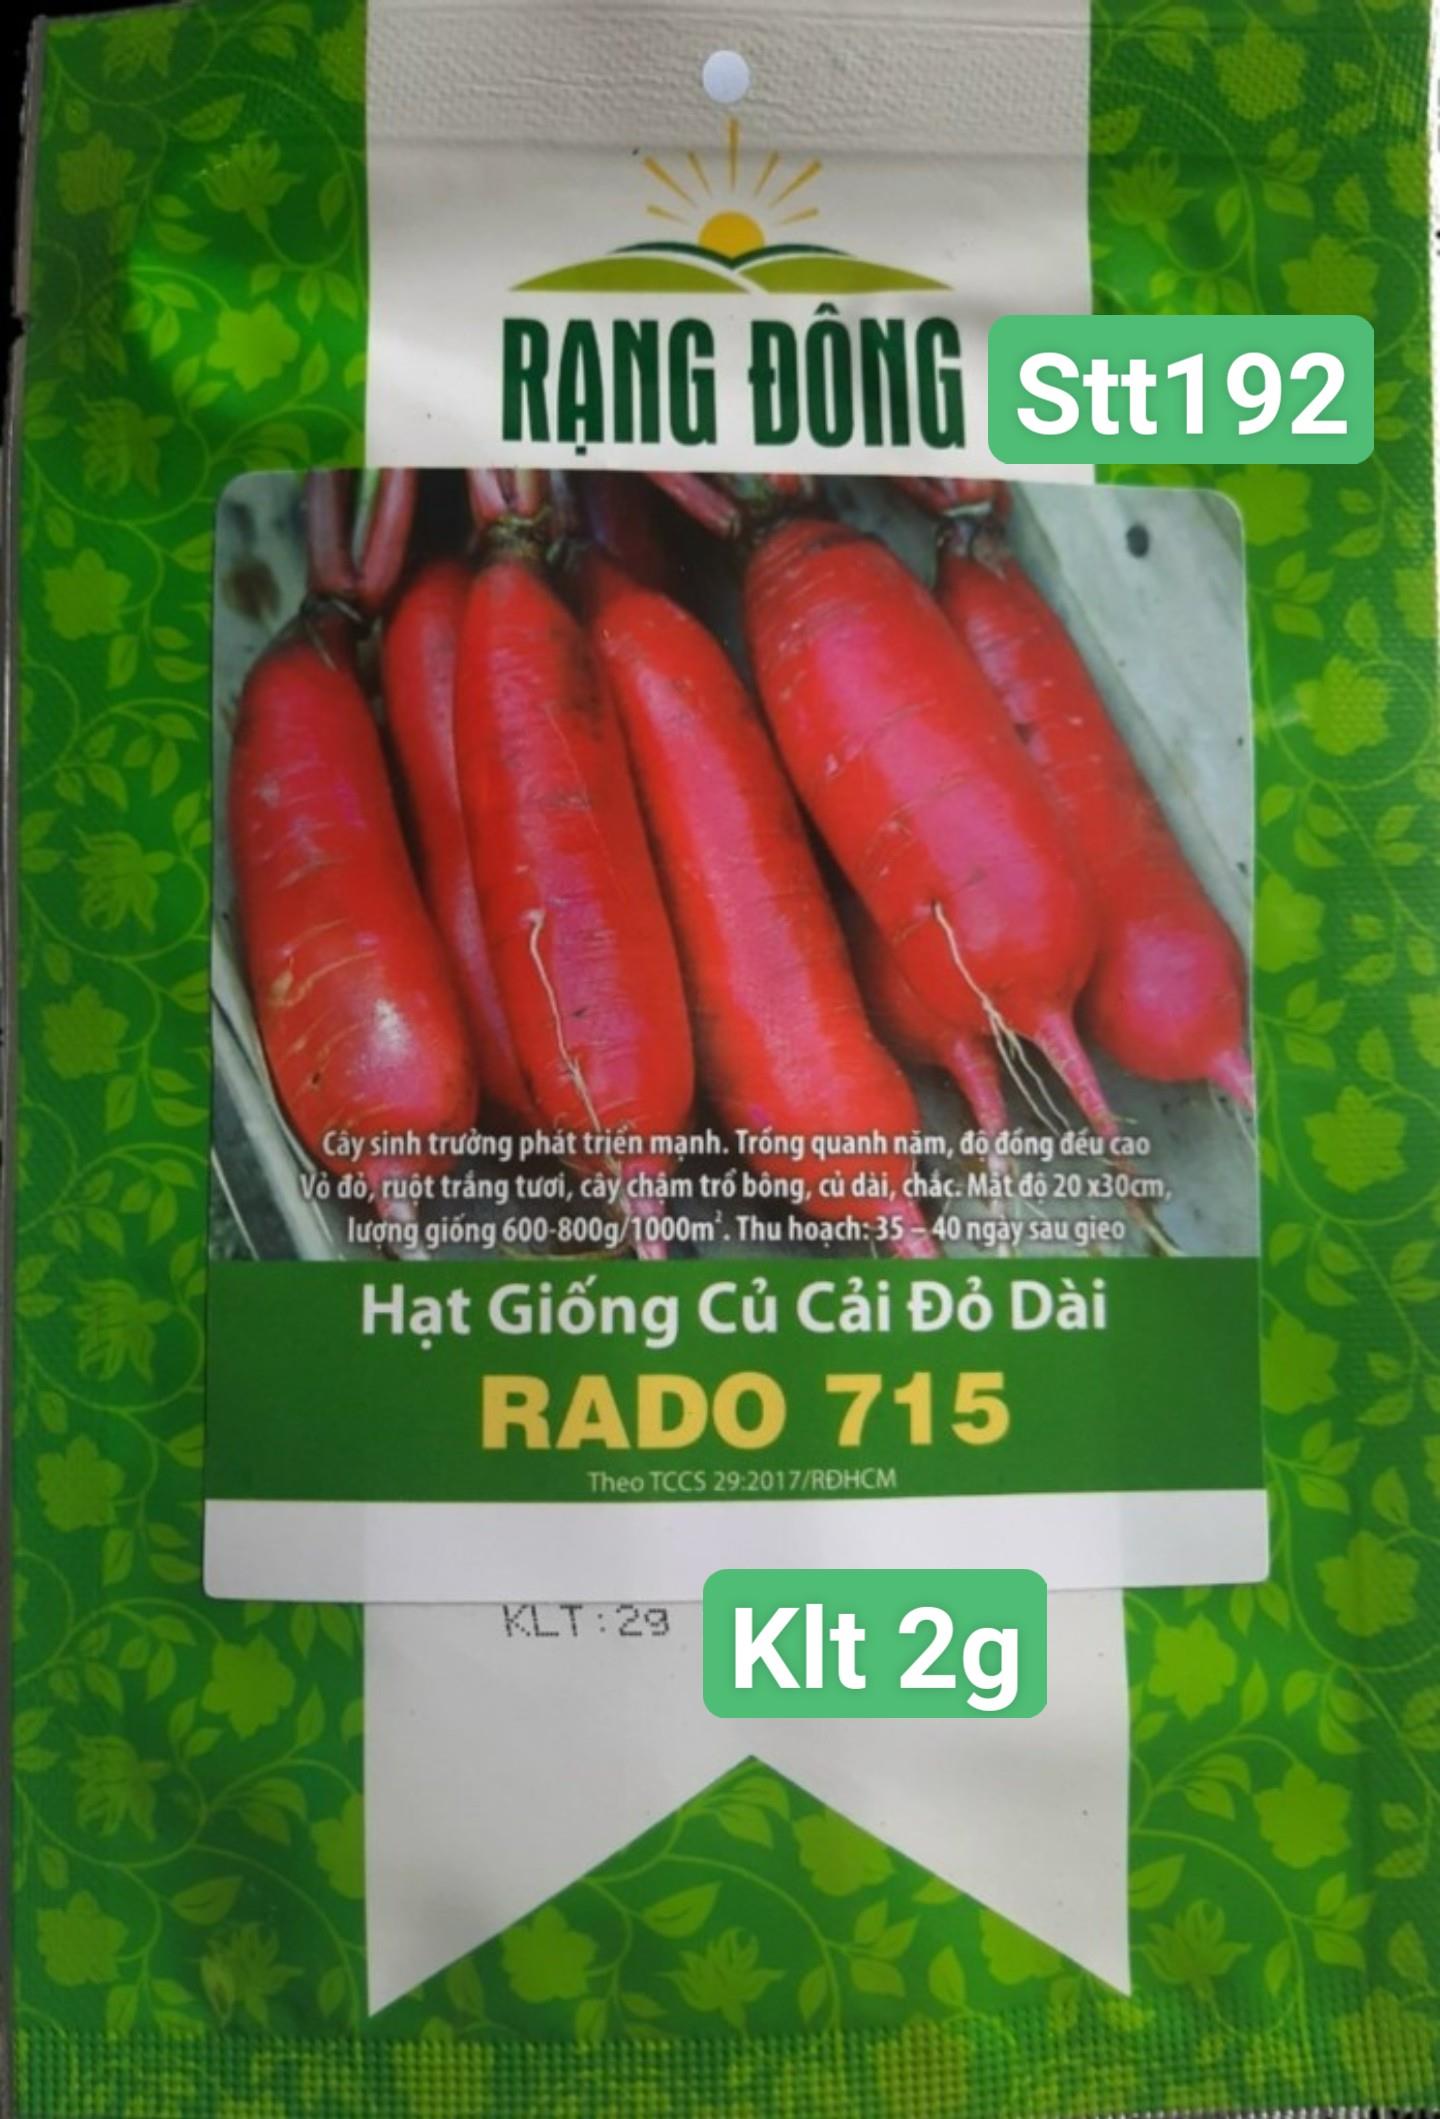 RẠNG ĐÔNG
Stt192
Cây sinh trưởng phát triển mạnh. Trồng quanh năm, độ đồng đều cao
Vỏ đỏ, ruột trắng tươi, cây chậm trổ bông, củ dài, chắc. Mật độ 20 x30cm,
lượng giống 600-800g/1000m². Thu hoạch: 35 – 40 ngày sau gieo
Hạt Giống Củ Cải Đỏ Dài
RADO 715
Theo TCCS 29:2017/RĐHCM
KLT:2g
Klt 2g